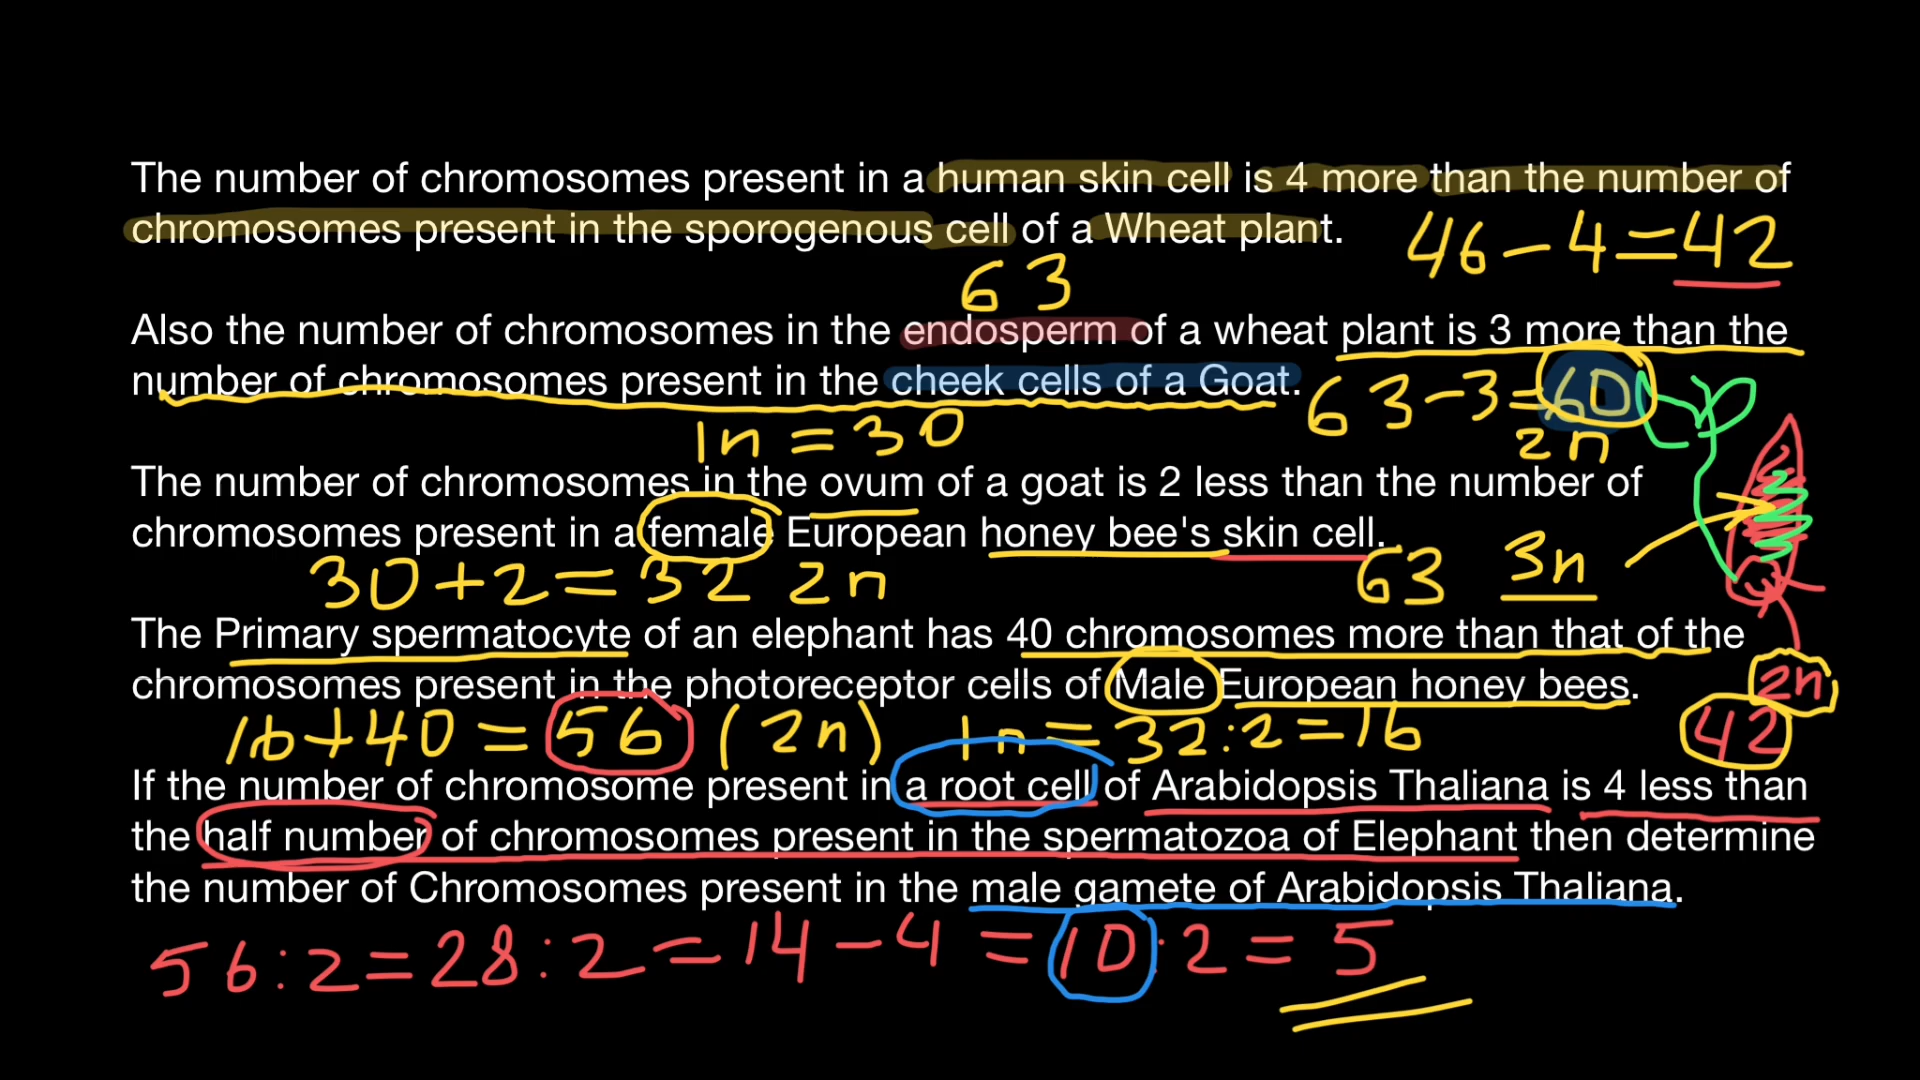 The number of chromosomes present in a human skin cell is 4 more than the number of
chromosomes present in the sporogenous cell of a Wheat plant.
46 - 4 = 42
63
Also the number of chromosomes in the endosperm of a wheat plant is 3 more than the
number of chromosomes present in the cheek cells of a Goat.
63 - 3 = 60
1n = 30
2n
The number of chromosomes in the ovum of a goat is 2 less than the number of
chromosomes present in a female European honey bee's skin cell.
30 + 2 = 32 2n
63 3n
The Primary spermatocyte of an elephant has 40 chromosomes more than that of the
chromosomes present in the photoreceptor cells of Male European honey bees.
2n
16 + 40 = 56 (2n) 1n = 32:2 = 16
42
If the number of chromosome present in a root cell of Arabidopsis Thaliana is 4 less than
the half number of chromosomes present in the spermatozoa of Elephant then determine
the number of Chromosomes present in the male gamete of Arabidopsis Thaliana.
56:2 = 28:2 = 14 - 4 = 10:2 = 5